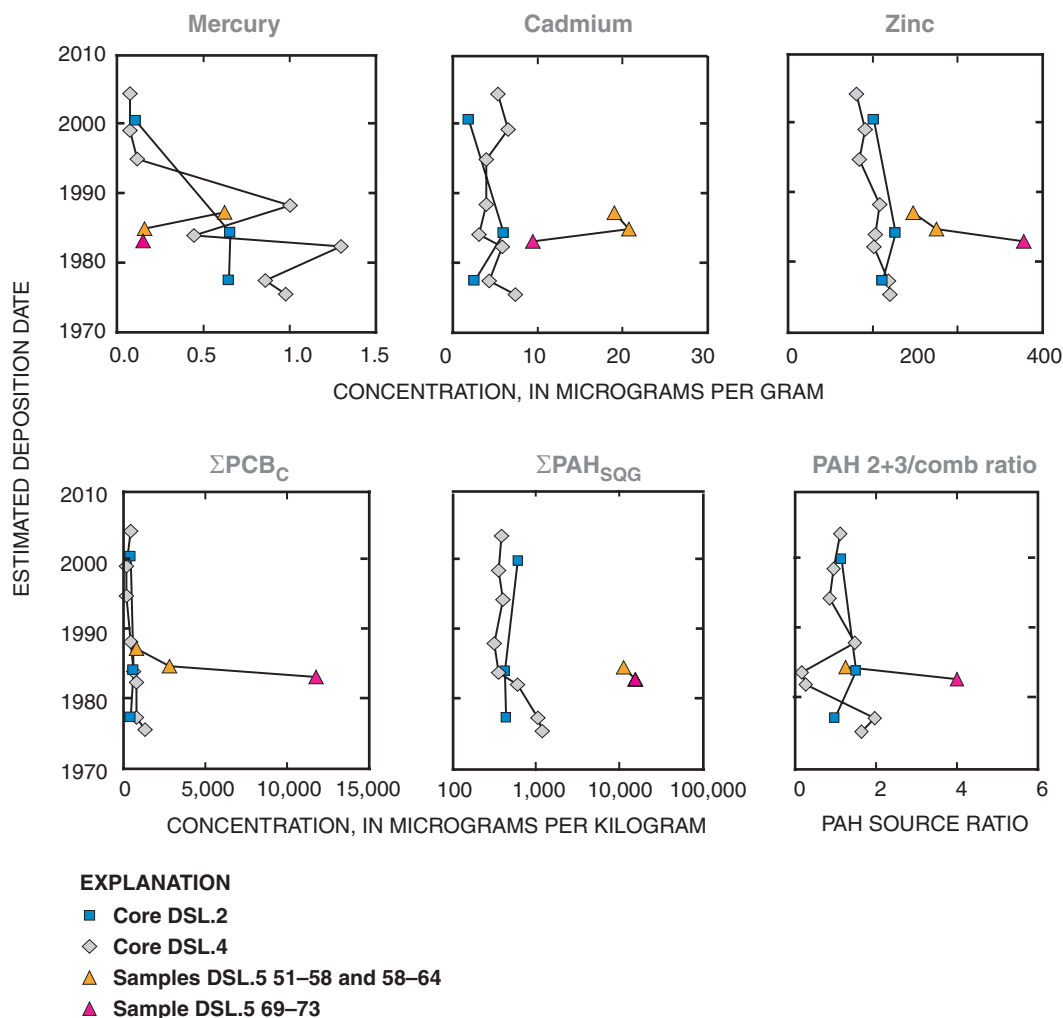 Mercury Cadmium Zinc
2010
2000
1990
1980
1970
0.0 0.5 1.0 1.5 0 10 20 30 0 200 400
CONCENTRATION, IN MICROGRAMS PER GRAM
ESTIMATED DEPOSITION DATE
ΣPCB_C ΣPAH_SQG PAH 2+3/comb ratio
2010
2000
1990
1980
1970
0 5,000 10,000 15,000 100 1,000 10,000 100,000 0 2 4 6
CONCENTRATION, IN MICROGRAMS PER KILOGRAM PAH SOURCE RATIO
EXPLANATION
Core DSL.2
Core DSL.4
Samples DSL.5 51–58 and 58–64
Sample DSL.5 69–73